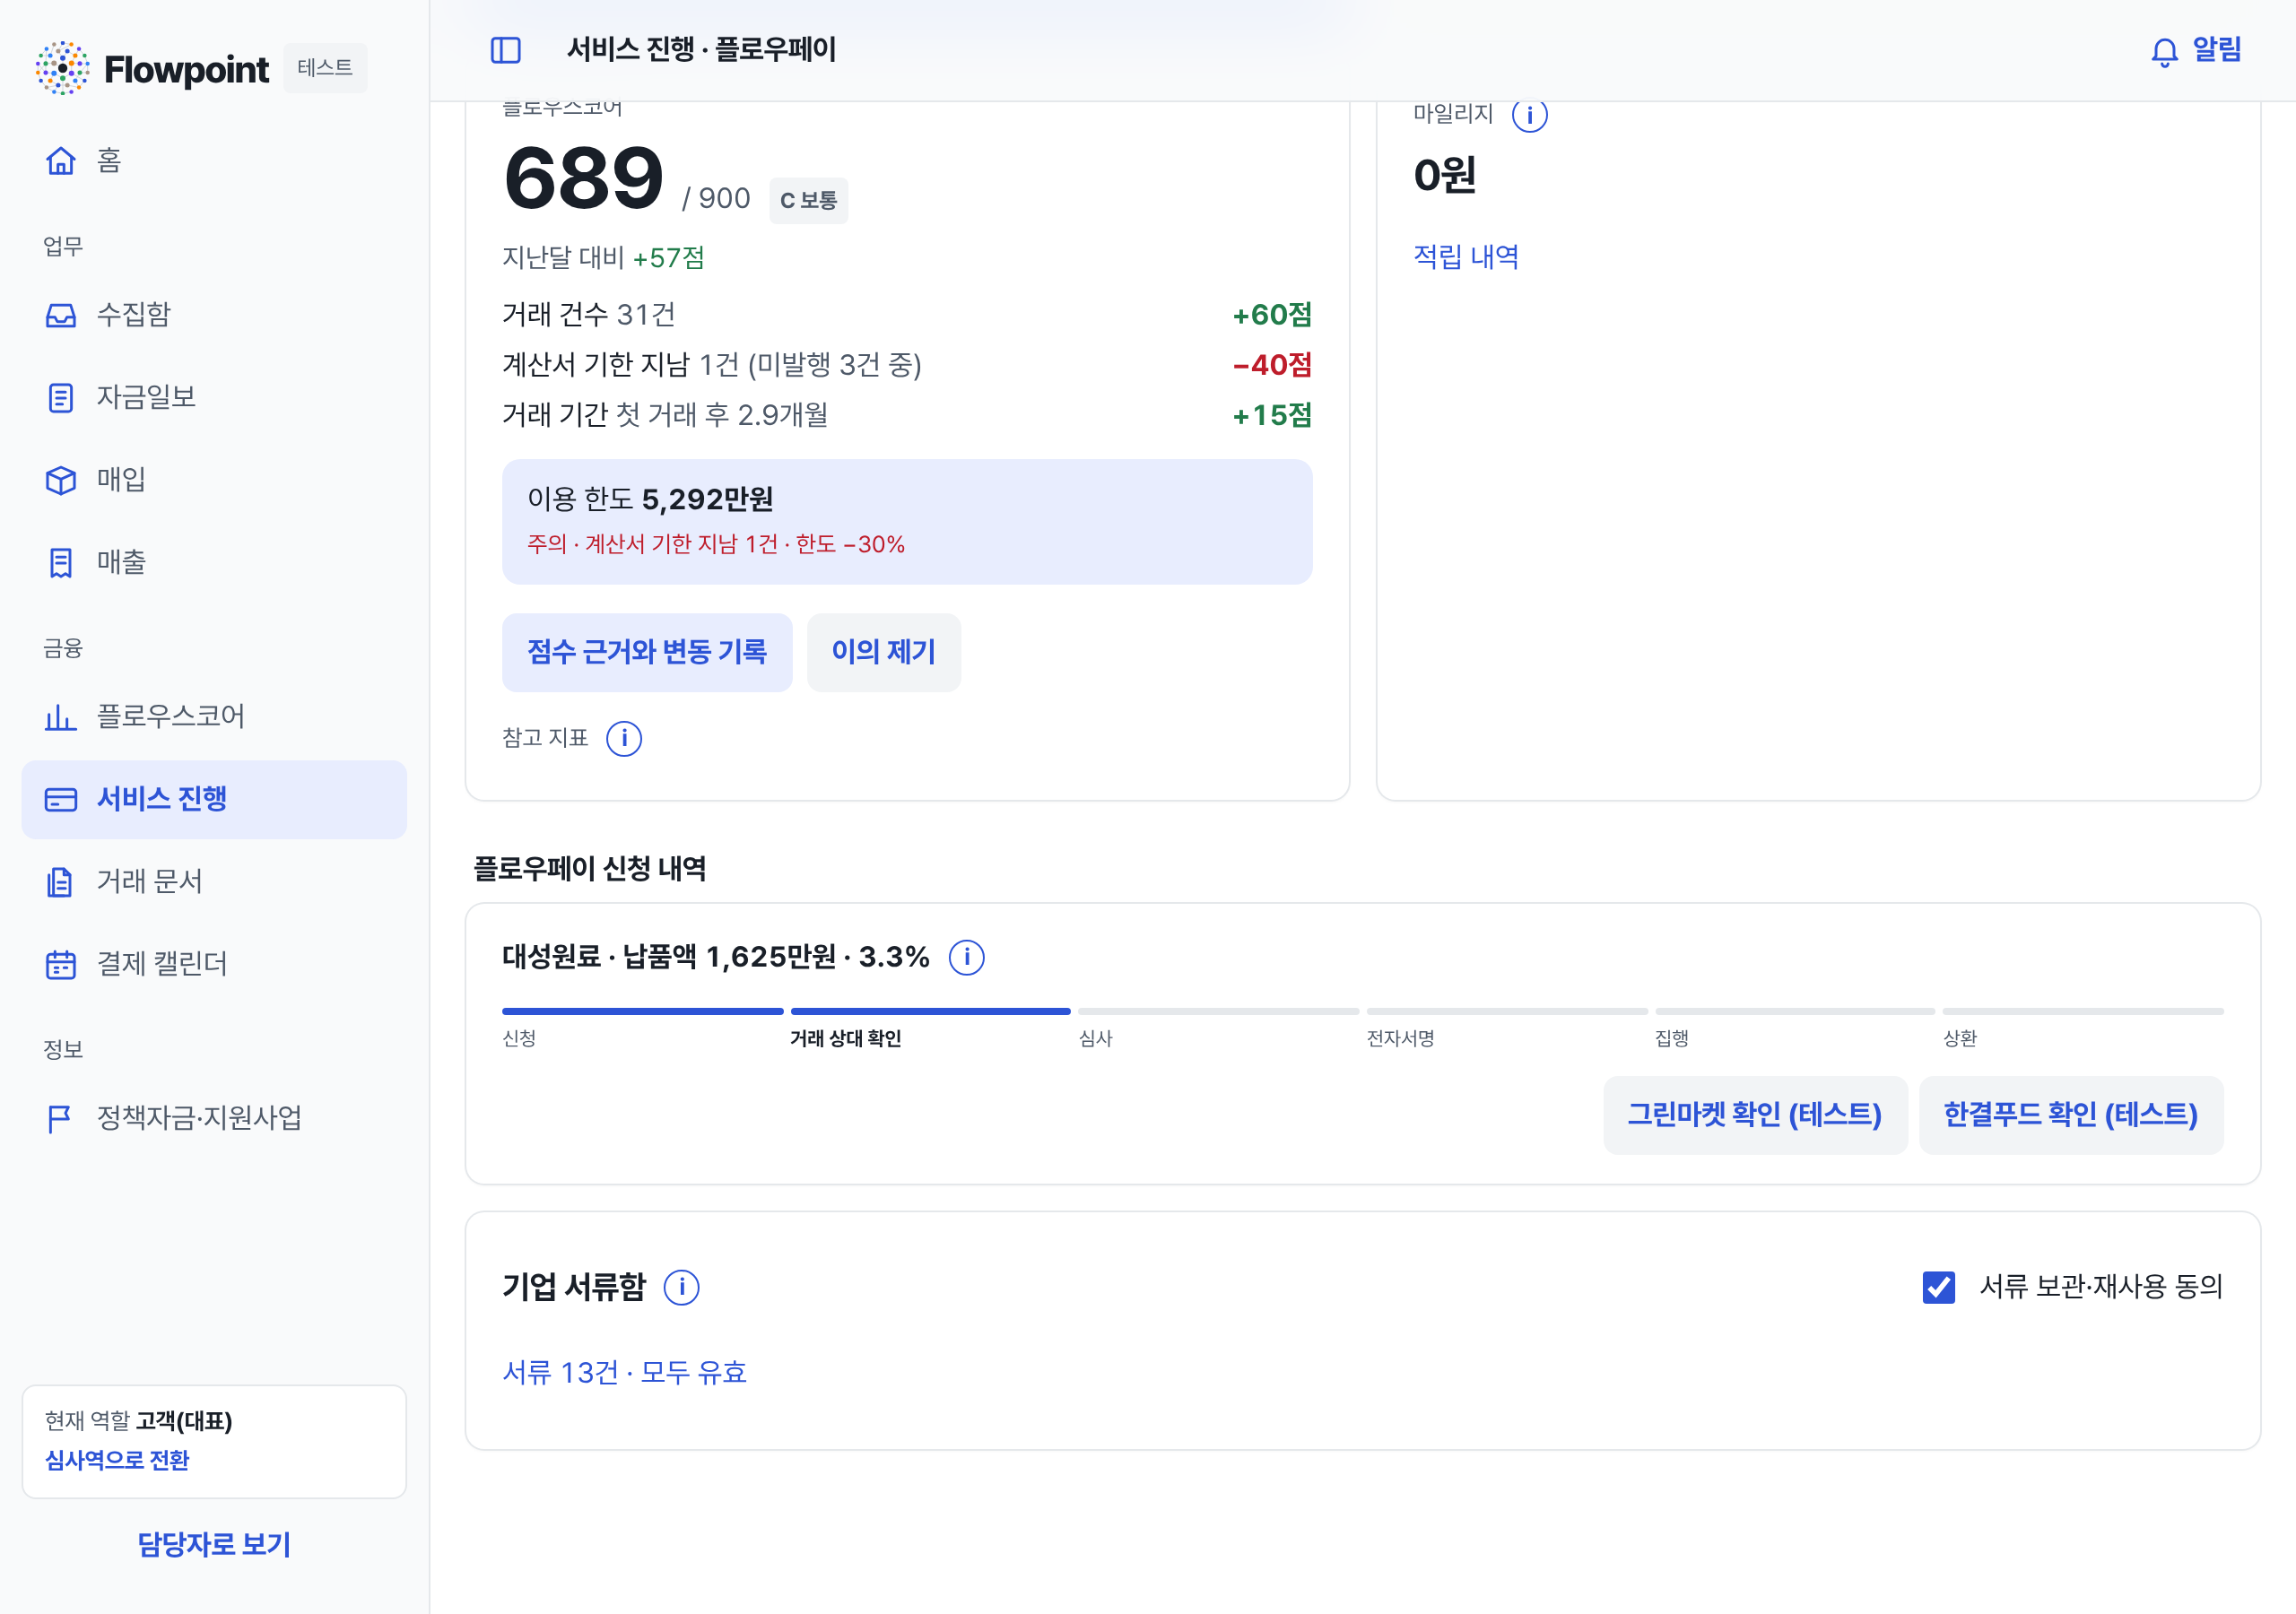 Flowpoint 테스트
홈
업무
수집함
자금일보
매입
매출
금융
플로우스코어
서비스 진행
거래 문서
결제 캘린더
정보
정책자금·지원사업
현재 역할 고객(대표)
심사역으로 전환
담당자로 보기
서비스 진행 · 플로우페이
알림
플로우스코어
689 / 900 C 보통
지난달 대비 +57점
거래 건수 31건 +60점
계산서 기한 지남 1건 (미발행 3건 중) −40점
거래 기간 첫 거래 후 2.9개월 +15점
이용 한도 5,292만원
주의 · 계산서 기한 지남 1건 · 한도 −30%
점수 근거와 변동 기록
이의 제기
참고 지표 i
마일리지 i
0원
적립 내역
플로우페이 신청 내역
대성원료 · 납품액 1,625만원 · 3.3% i
신청
거래 상대 확인
심사
전자서명
집행
상환
그린마켓 확인 (테스트)
한결푸드 확인 (테스트)
기업 서류함 i
서류 보관·재사용 동의
서류 13건 · 모두 유효